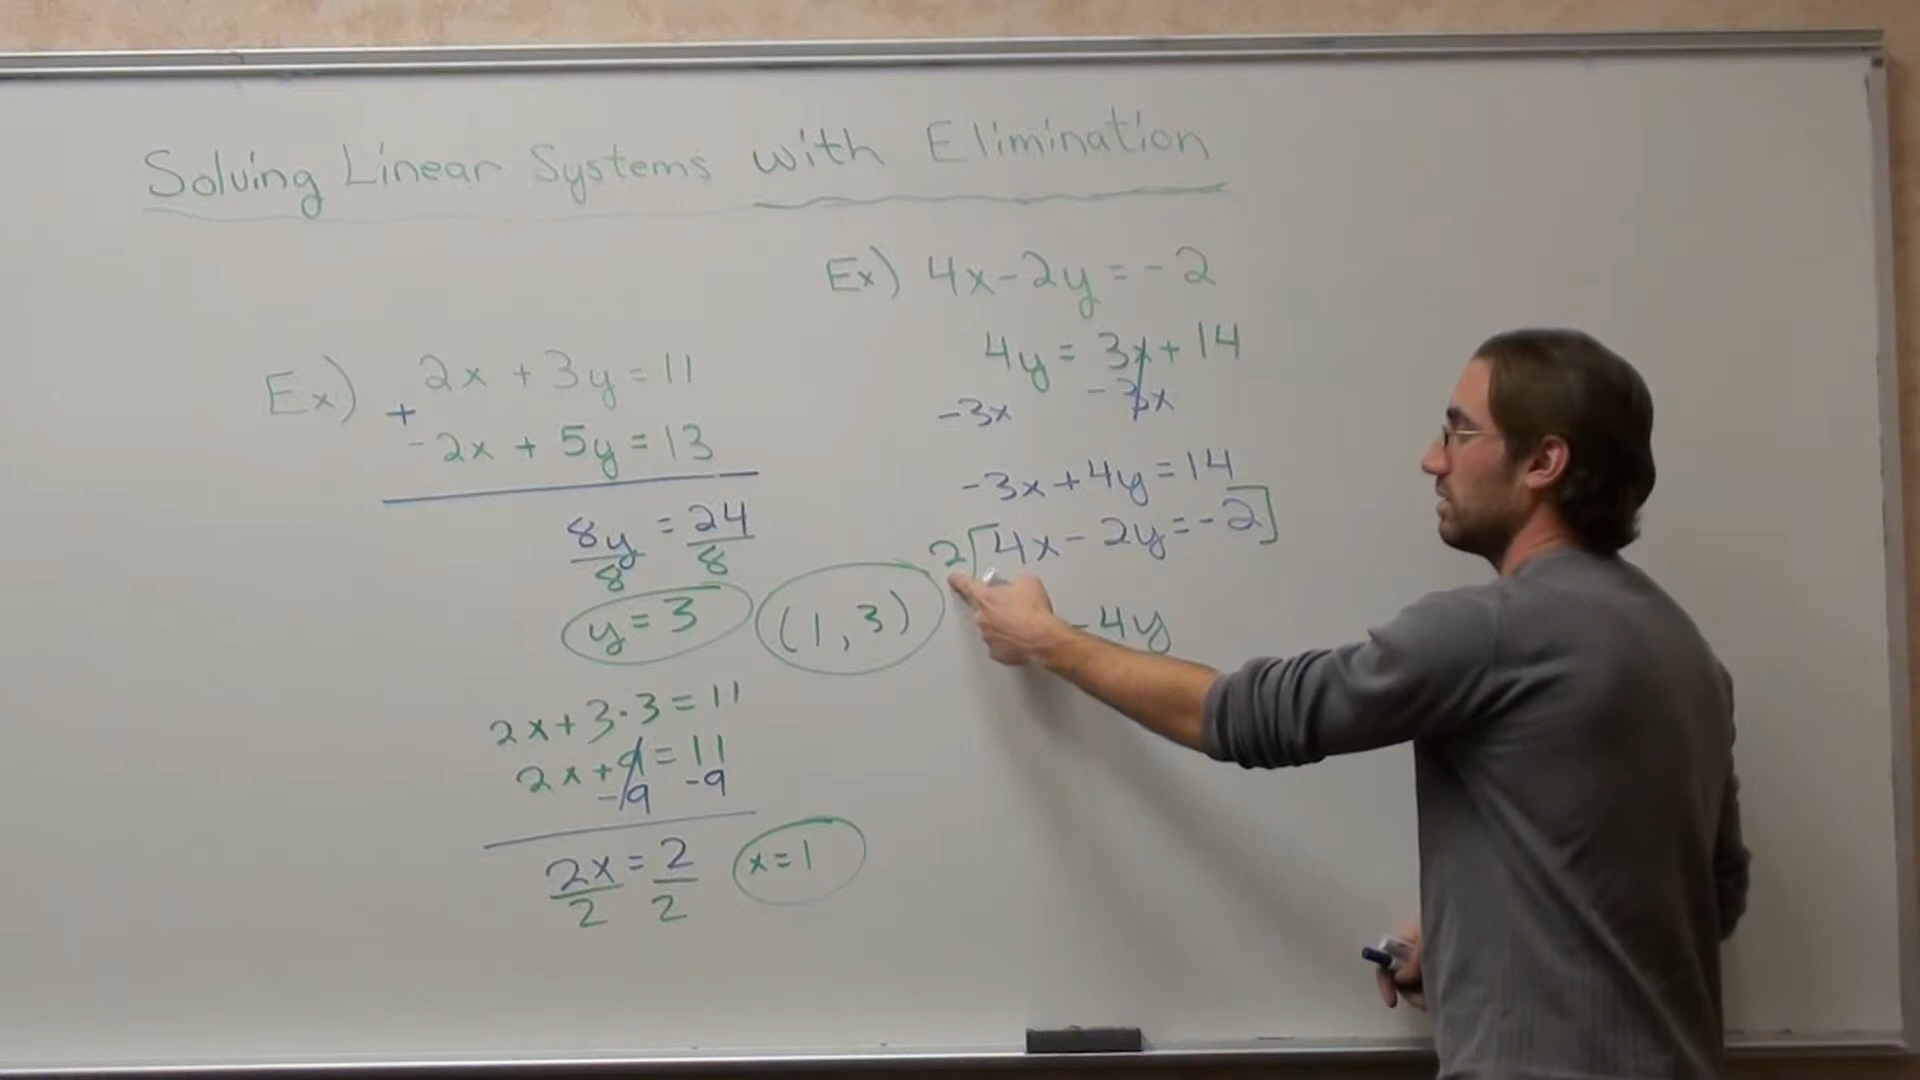 Solving Linear Systems with Elimination
Ex) 2x + 3y = 11
+
-2x + 5y = 13
8y = 24
8 8
y = 3
(1, 3)
2x + 3 · 3 = 11
2x + 9 = 11
-9 -9
2x = 2
2 2
x = 1
Ex) 4x - 2y = -2
4y = 3x + 14
-3x -3x
-3x + 4y = 14
2[4x - 2y = -2]
-4y